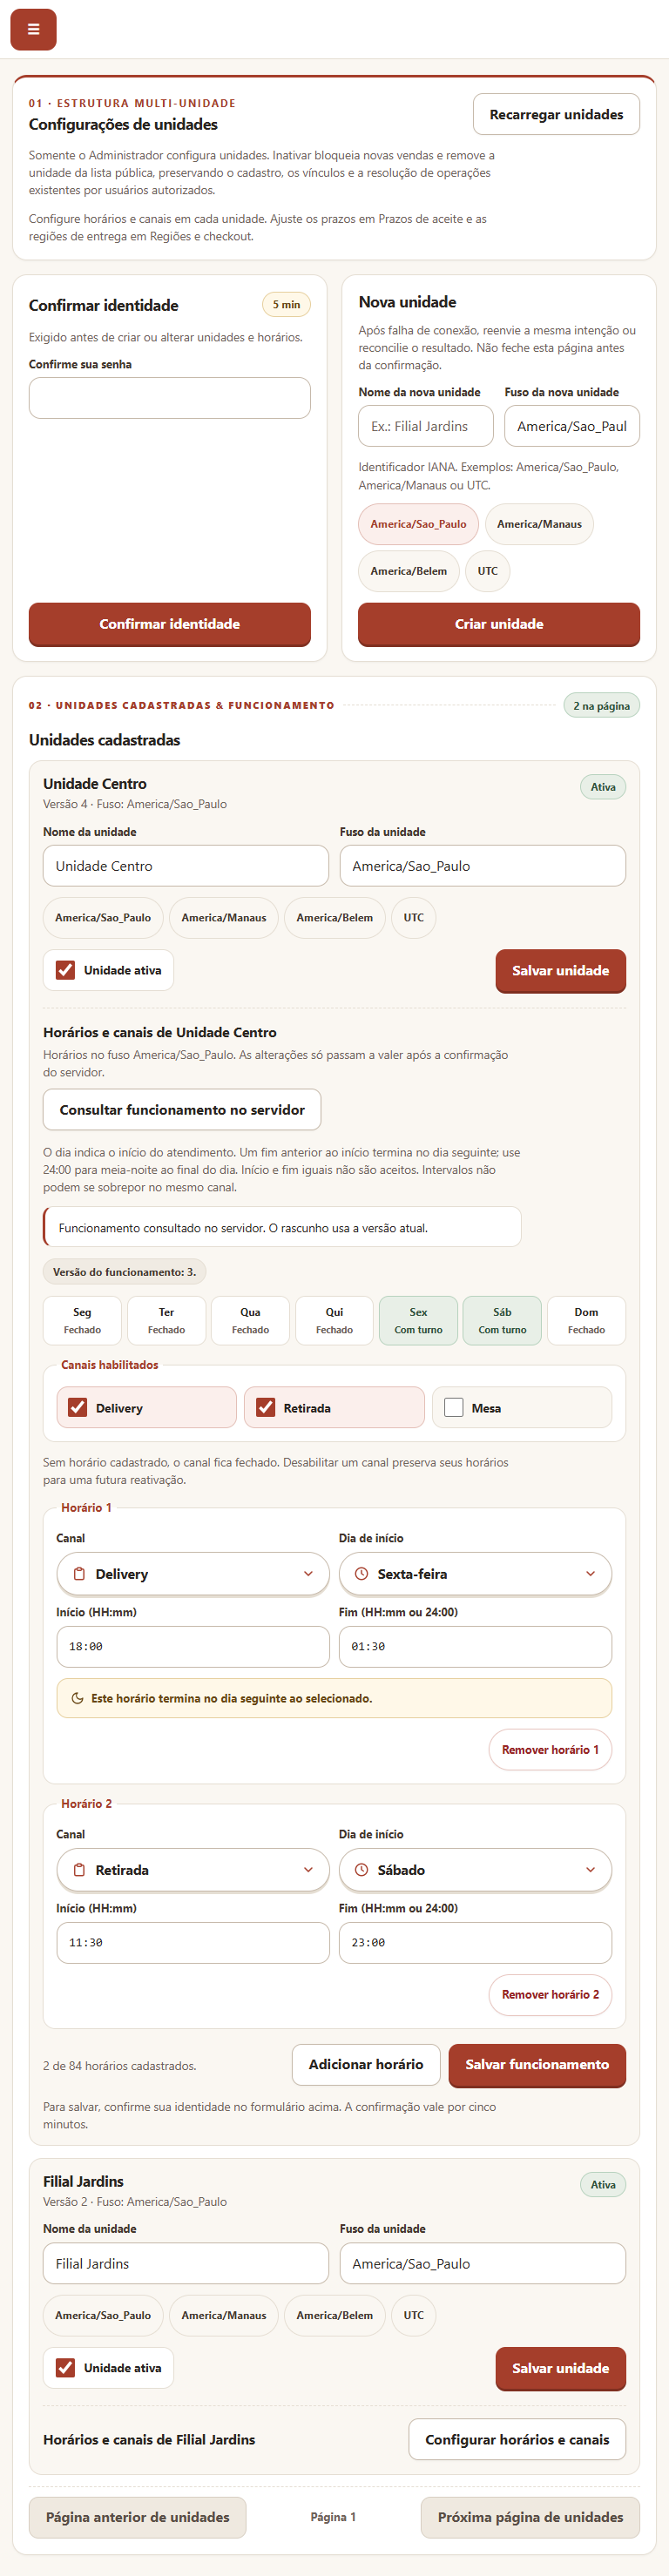 01 · ESTRUTURA MULTI-UNIDADE
Configurações de unidades
Recarregar unidades
Somente o Administrador configura unidades. Inativar bloqueia novas vendas e remove a
unidade da lista pública, preservando o cadastro, os vínculos e a resolução de operações
existentes por usuários autorizados.
Configure horários e canais em cada unidade. Ajuste os prazos em Prazos de aceite e as
regiões de entrega em Regiões e checkout.
Confirmar identidade
5 min
Exigido antes de criar ou alterar unidades e horários.
Confirme sua senha
Confirmar identidade
Nova unidade
Após falha de conexão, reenvie a mesma intenção ou
reconcilie o resultado. Não feche esta página antes
da confirmação.
Nome da nova unidade
Fuso da nova unidade
Ex.: Filial Jardins
America/Sao_Paul
Identificador IANA. Exemplos: America/Sao_Paulo,
America/Manaus ou UTC.
America/Sao_Paulo
America/Manaus
America/Belem
UTC
Criar unidade
02 · UNIDADES CADASTRADAS & FUNCIONAMENTO
2 na página
Unidades cadastradas
Unidade Centro
Ativa
Versão 4 · Fuso: America/Sao_Paulo
Nome da unidade
Fuso da unidade
Unidade Centro
America/Sao_Paulo
America/Sao_Paulo
America/Manaus
America/Belem
UTC
Unidade ativa
Salvar unidade
Horários e canais de Unidade Centro
Horários no fuso America/Sao_Paulo. As alterações só passam a valer após a confirmação
do servidor.
Consultar funcionamento no servidor
O dia indica o início do atendimento. Um fim anterior ao início termina no dia seguinte; use
24:00 para meia-noite ao final do dia. Início e fim iguais não são aceitos. Intervalos não
podem se sobrepor no mesmo canal.
Funcionamento consultado no servidor. O rascunho usa a versão atual.
Versão do funcionamento: 3.
Seg
Fechado
Ter
Fechado
Qua
Fechado
Qui
Fechado
Sex
Com turno
Sáb
Com turno
Dom
Fechado
Canais habilitados
Delivery
Retirada
Mesa
Sem horário cadastrado, o canal fica fechado. Desabilitar um canal preserva seus horários
para uma futura reativação.
Horário 1
Canal
Dia de início
Delivery
Sexta-feira
Início (HH:mm)
Fim (HH:mm ou 24:00)
18:00
01:30
Este horário termina no dia seguinte ao selecionado.
Remover horário 1
Horário 2
Canal
Dia de início
Retirada
Sábado
Início (HH:mm)
Fim (HH:mm ou 24:00)
11:30
23:00
Remover horário 2
2 de 84 horários cadastrados.
Adicionar horário
Salvar funcionamento
Para salvar, confirme sua identidade no formulário acima. A confirmação vale por cinco
minutos.
Filial Jardins
Ativa
Versão 2 · Fuso: America/Sao_Paulo
Nome da unidade
Fuso da unidade
Filial Jardins
America/Sao_Paulo
America/Sao_Paulo
America/Manaus
America/Belem
UTC
Unidade ativa
Salvar unidade
Horários e canais de Filial Jardins
Configurar horários e canais
Página anterior de unidades
Página 1
Próxima página de unidades